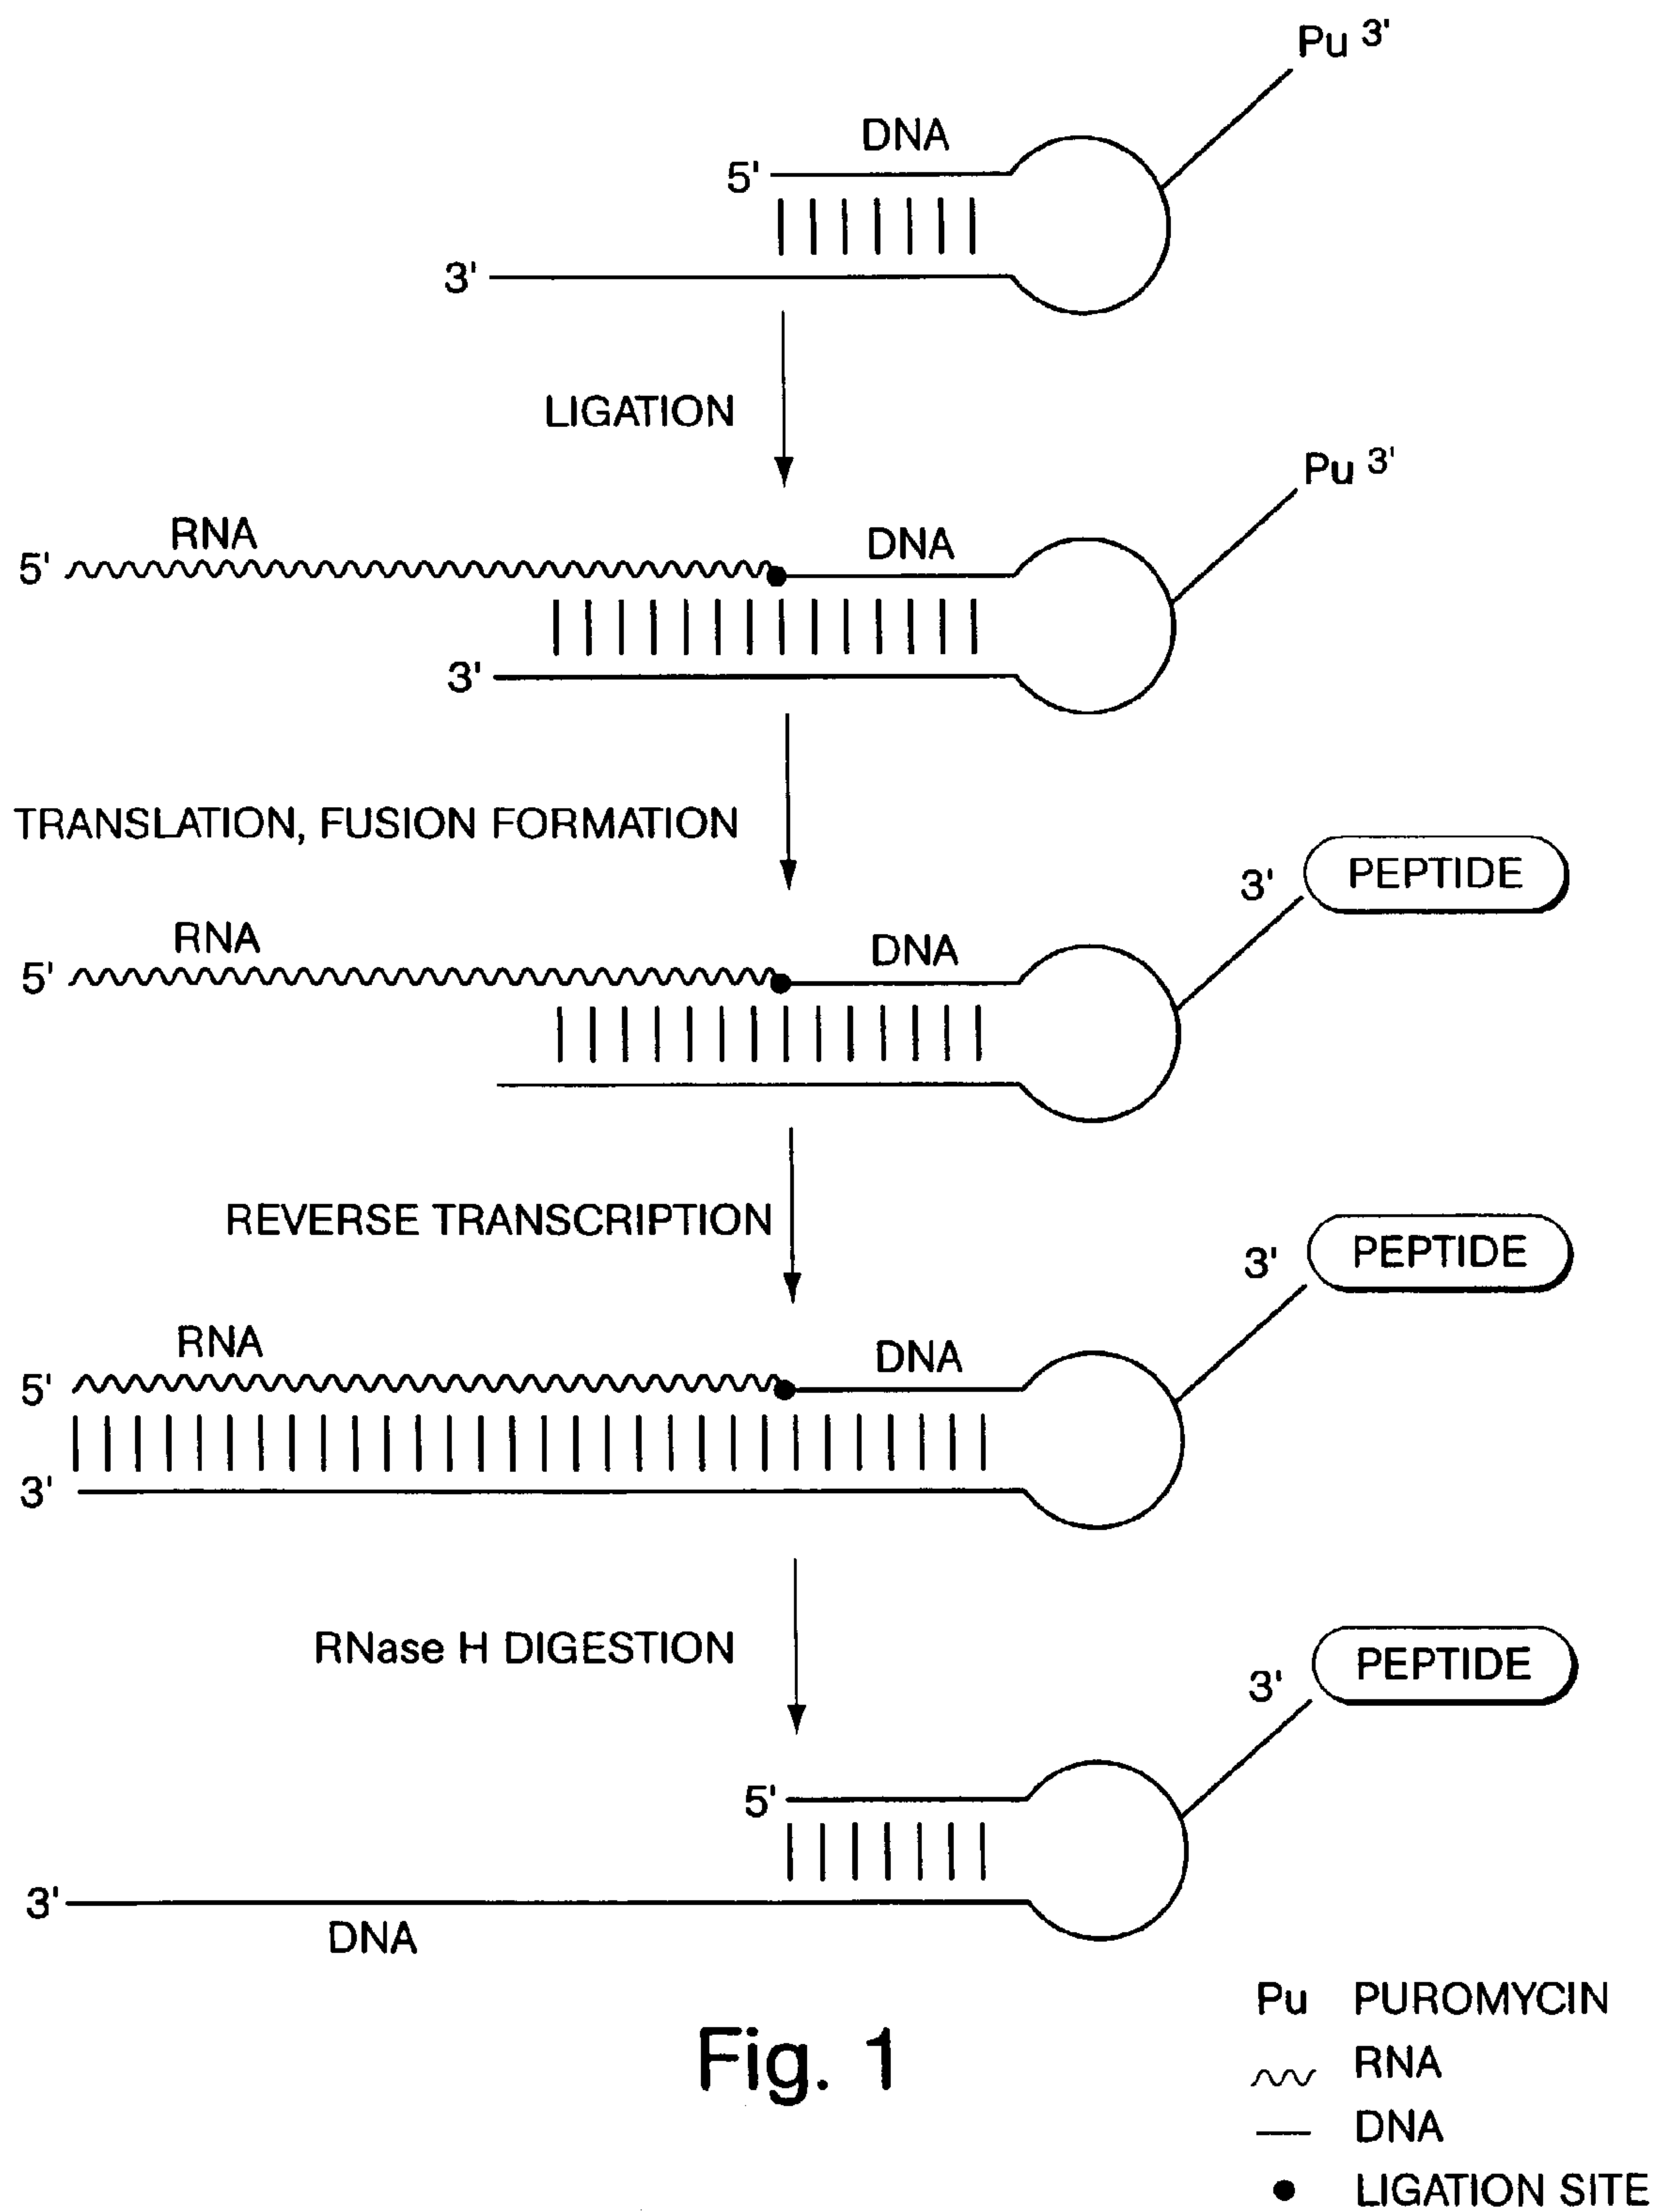 Pu 3'
DNA
5'
3'
LIGATION
Pu 3'
RNA
DNA
5'
3'
TRANSLATION, FUSION FORMATION
3' PEPTIDE
RNA
DNA
5'
REVERSE TRANSCRIPTION
3' PEPTIDE
RNA
DNA
5'
3'
RNase H DIGESTION
3' PEPTIDE
5'
3'
DNA
Fig. 1
Pu PUROMYCIN
RNA
DNA
LIGATION SITE